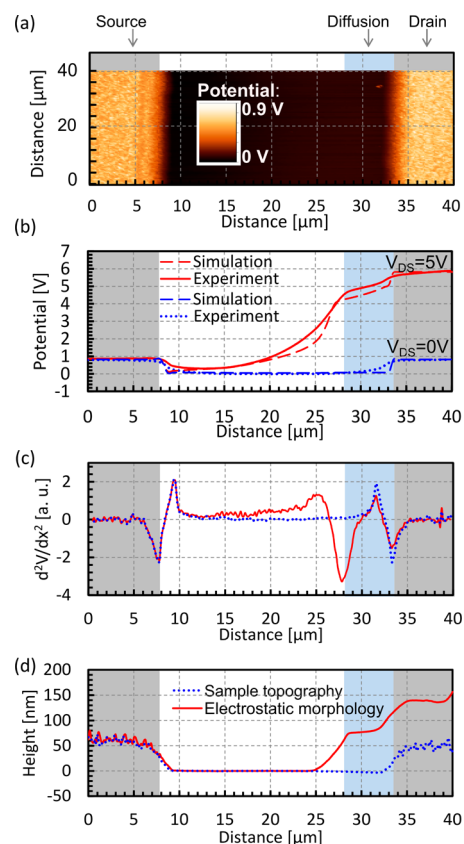 (a)
Source
Diffusion
Drain
Distance [µm]
40
20
0
Potential:
0.9 V
0 V
0 5 10 15 20 25 30 35 40
Distance [µm]
(b)
Potential [V]
7
6
5
4
3
2
1
0
-1
Simulation
Experiment
Simulation
Experiment
VDS=5V
VDS=0V
0 5 10 15 20 25 30 35 40
Distance [µm]
(c)
d²V/dx² [a. u.]
2
0
-2
-4
0 5 10 15 20 25 30 35 40
Distance [µm]
(d)
Height [nm]
200
150
100
50
0
-50
Sample topography
Electrostatic morphology
0 5 10 15 20 25 30 35 40
Distance [µm]